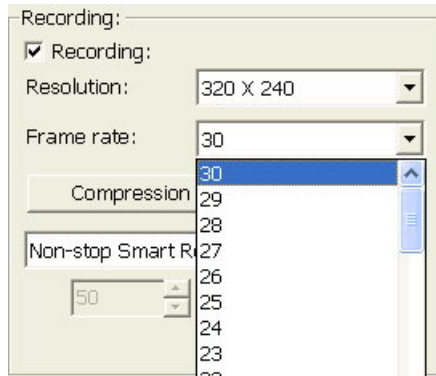 Recording:
Recording:
Resolution: 320 X 240
Frame rate: 30
30
Compression 29
28
Non-stop Smart R 27
26
50 25
24
23